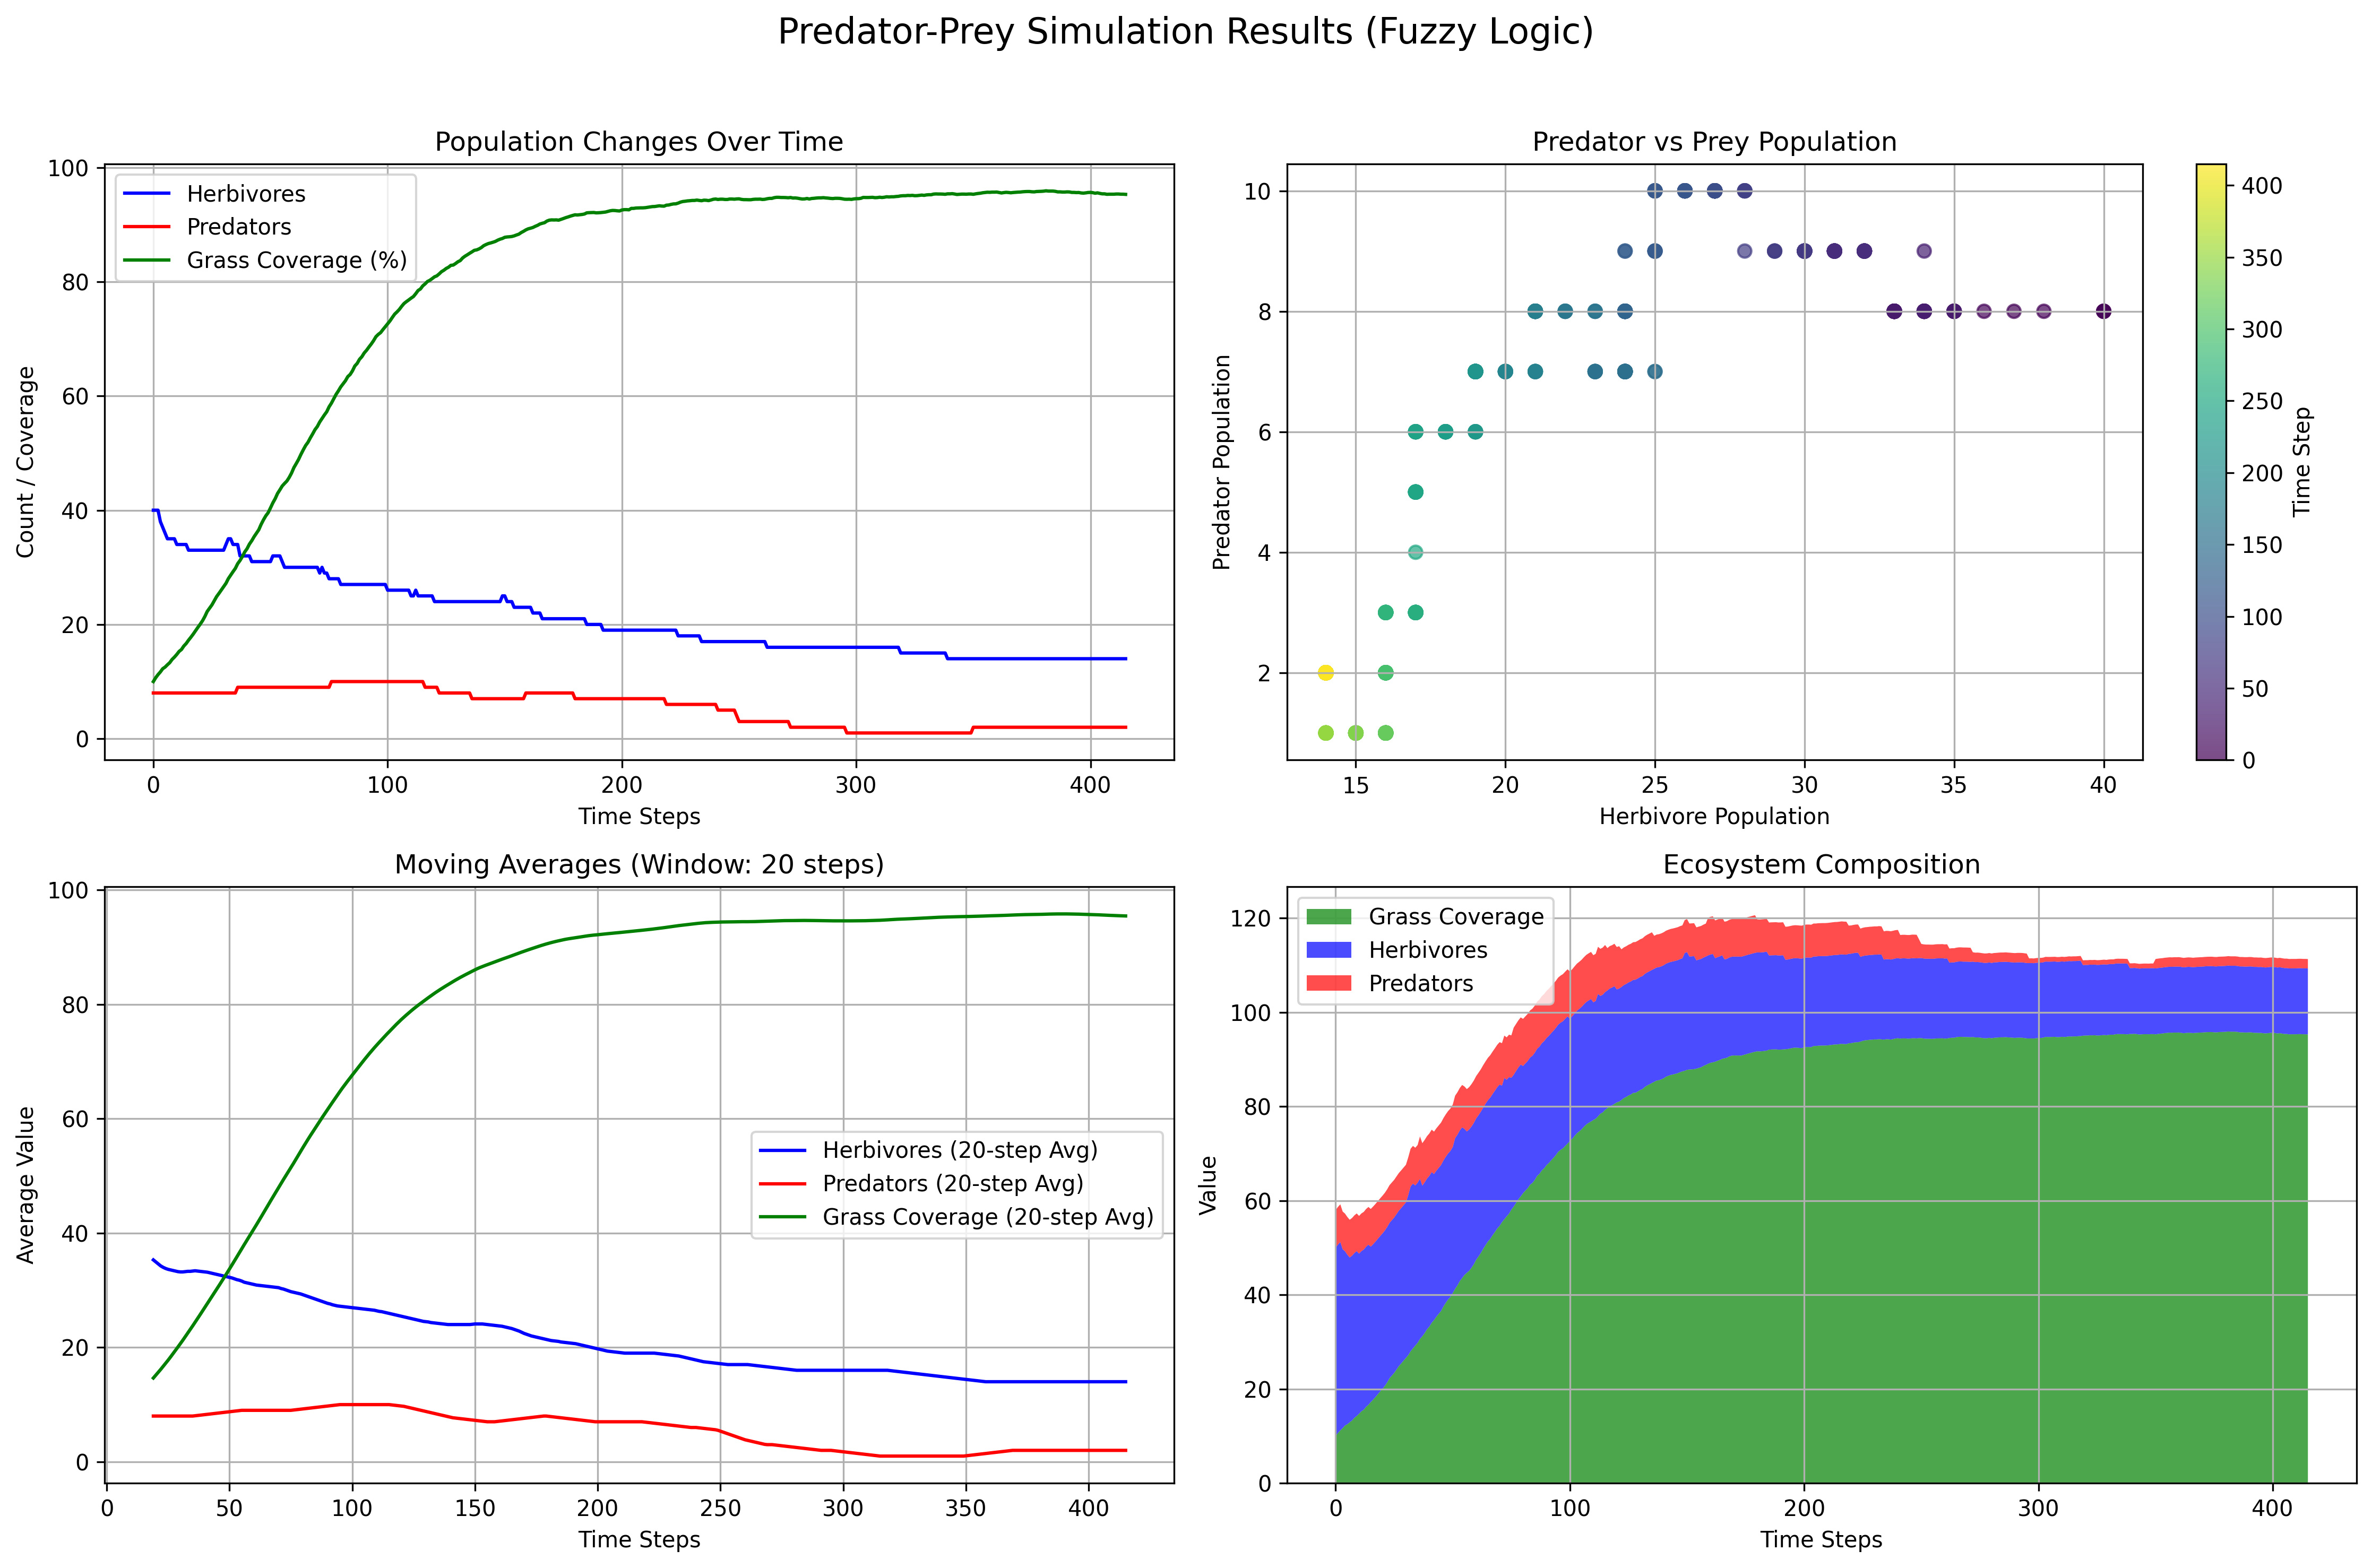 Predator-Prey Simulation Results (Fuzzy Logic)
Population Changes Over Time
100
80
60
40
20
0
Count / Coverage
Herbivores
Predators
Grass Coverage (%)
0 100 200 300 400
Time Steps
Predator vs Prey Population
10
8
6
4
2
Predator Population
15 20 25 30 35 40
Herbivore Population
400
350
300
250
200
150
100
50
0
Time Step
Moving Averages (Window: 20 steps)
100
80
60
40
20
0
Average Value
Herbivores (20-step Avg)
Predators (20-step Avg)
Grass Coverage (20-step Avg)
0 50 100 150 200 250 300 350 400
Time Steps
Ecosystem Composition
120
100
80
60
40
20
0
Value
Grass Coverage
Herbivores
Predators
0 100 200 300 400
Time Steps